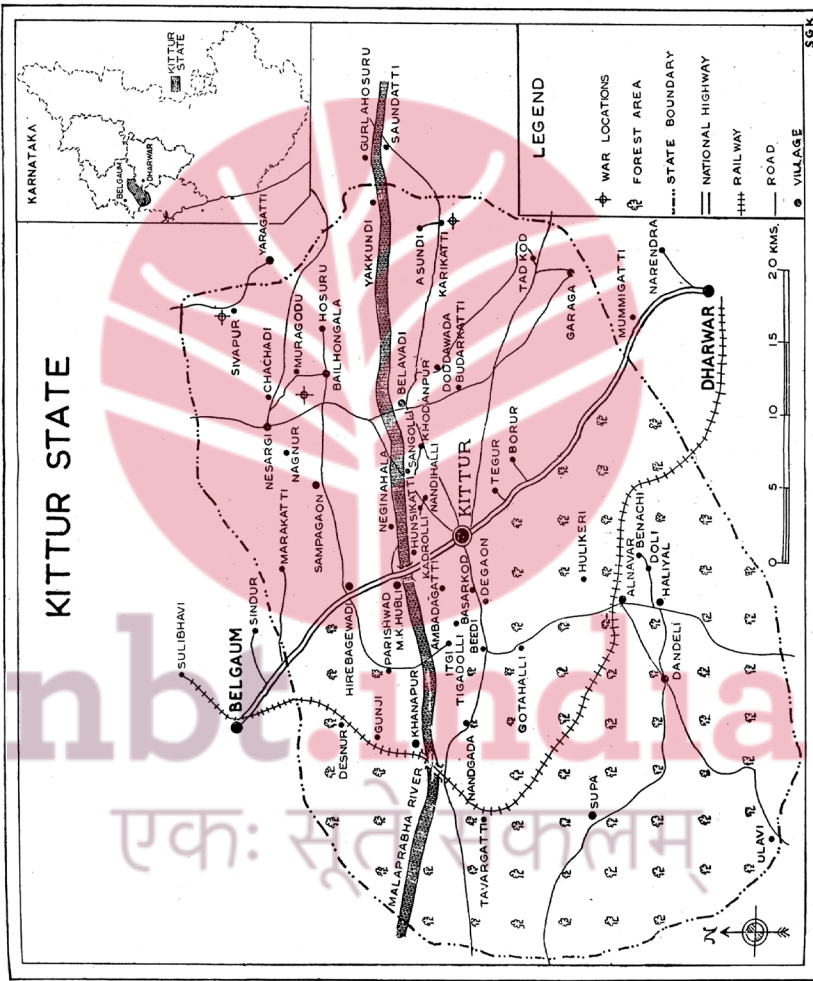 KITTUR STATE
KARNATAKA
BELGAUM
DHARWAR
KITTUR
STATE
LEGEND
WAR LOCATIONS
FOREST AREA
STATE BOUNDARY
NATIONAL HIGHWAY
RAILWAY
ROAD
VILLAGE
SGK
SULIBHAVI
BELGAUM
SINDUR
MARAKATTI
NESARGI
NAGNUR
CHACHADI
SIVAPUR
MURAGODU
YARAGATTI
HOSURU
BAILHONGALA
SAMPAGAON
HIREBAGEWADI
DESNUR
GUNJI
PARISHWAD
M.K.HUBLI
KHANAPUR
MALAPRABHA RIVER
NEGINAHALA
HUNSIKATTI
KADROLLI
SANGOLLI
NANDIHALLI
KHODANPUR
BELAVADI
YAKKUNDI
GURLAHOSURU
SAUNDATTI
ASUNDI
KARIKATTI
DODDAWADA
BUDARKATTI
TADKOD
GARAGA
AMBADAGATTI
ITGI
TIGADOLLI
BASARKOD
BEEDI
DEGAON
KITTUR
TEGUR
BORUR
NANDGADA
GOTAHALLI
TAVARGATTI
HULIKERI
SUPA
ALNAVAR
BENACHI
DOLI
HALIYAL
DANDELI
ULAVI
MUMMIGATTI
NARENDRA
DHARWAR
0 5 10 15 20 KMS.
N
nbt.india
एकः सूते सकलम्